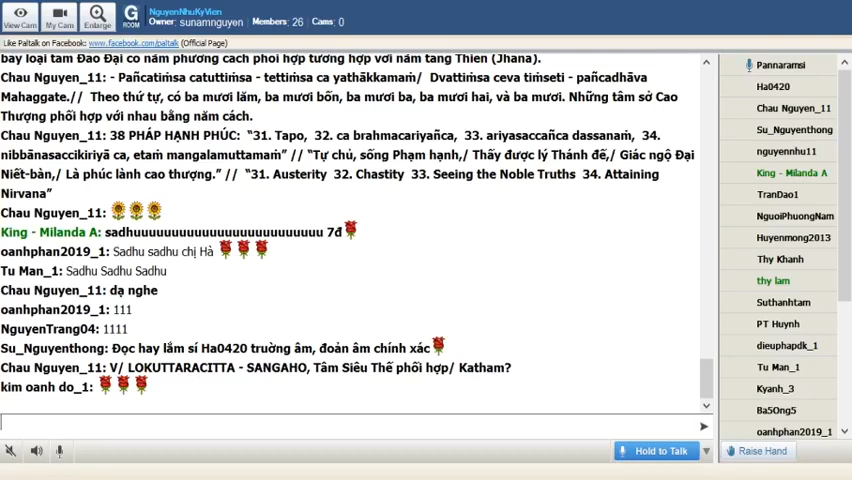 NguyenNhuKyVien
Owner: sunamnguyen Members: 26 Cams: 0
View Cam My Cam Enlarge G ROOM
Like Paltalk on Facebook: www.facebook.com/paltalk (Official Page)
bảy loại tâm Đáo Đại có năm phương cách phối hợp tương hợp với năm tầng Thiền (Jhana).
Chau Nguyen_11: - Pañcatiṁsa catuttiṁsa - tettiṁsa ca yathākkamaṁ/ Dvattiṁsa ceva tiṁseti - pañcadhāva
Mahaggate.// Theo thứ tự, có ba mươi lăm, ba mươi bốn, ba mươi ba, ba mươi hai, và ba mươi. Những tâm sở Cao
Thượng phối hợp với nhau bằng năm cách.
Chau Nguyen_11: 38 PHÁP HẠNH PHÚC: “31. Tapo, 32. ca brahmacariyañca, 33. ariyasaccañca dassanaṁ, 34.
nibbānasaccikiriyā ca, etaṁ mangalamuttamaṁ” // “Tự chủ, sống Phạm hạnh,/ Thấy được lý Thánh đế,/ Giác ngộ Đại
Niết-bàn,/ Là phúc lành cao thượng.” // “31. Austerity 32. Chastity 33. Seeing the Noble Truths 34. Attaining
Nirvana”
Chau Nguyen_11:
King - Milanda A: sadhuuuuuuuuuuuuuuuuuuuuuuuuu 7đ
oanhphan2019_1: Sadhu sadhu chị Hà
Tu Man_1: Sadhu Sadhu Sadhu
Chau Nguyen_11: dạ nghe
oanhphan2019_1: 111
NguyenTrang04: 1111
Su_Nguyenthong: Đọc hay lắm sí Ha0420 truờng âm, đoản âm chính xác
Chau Nguyen_11: V/ LOKUTTARACITTA - SANGAHO, Tâm Siêu Thế phối hợp/ Katham?
kim oanh do_1:
Hold to Talk
Pannaramsi
Ha0420
Chau Nguyen_11
Su_Nguyenthong
nguyennhu11
King - Milanda A
TranDao1
NguoiPhuongNam
Huyenmong2013
Thy Khanh
thy lam
Suthanhtam
PT Huynh
dieuphapdk_1
Tu Man_1
Kyanh_3
Ba5Ong5
oanhphan2019_1
Raise Hand